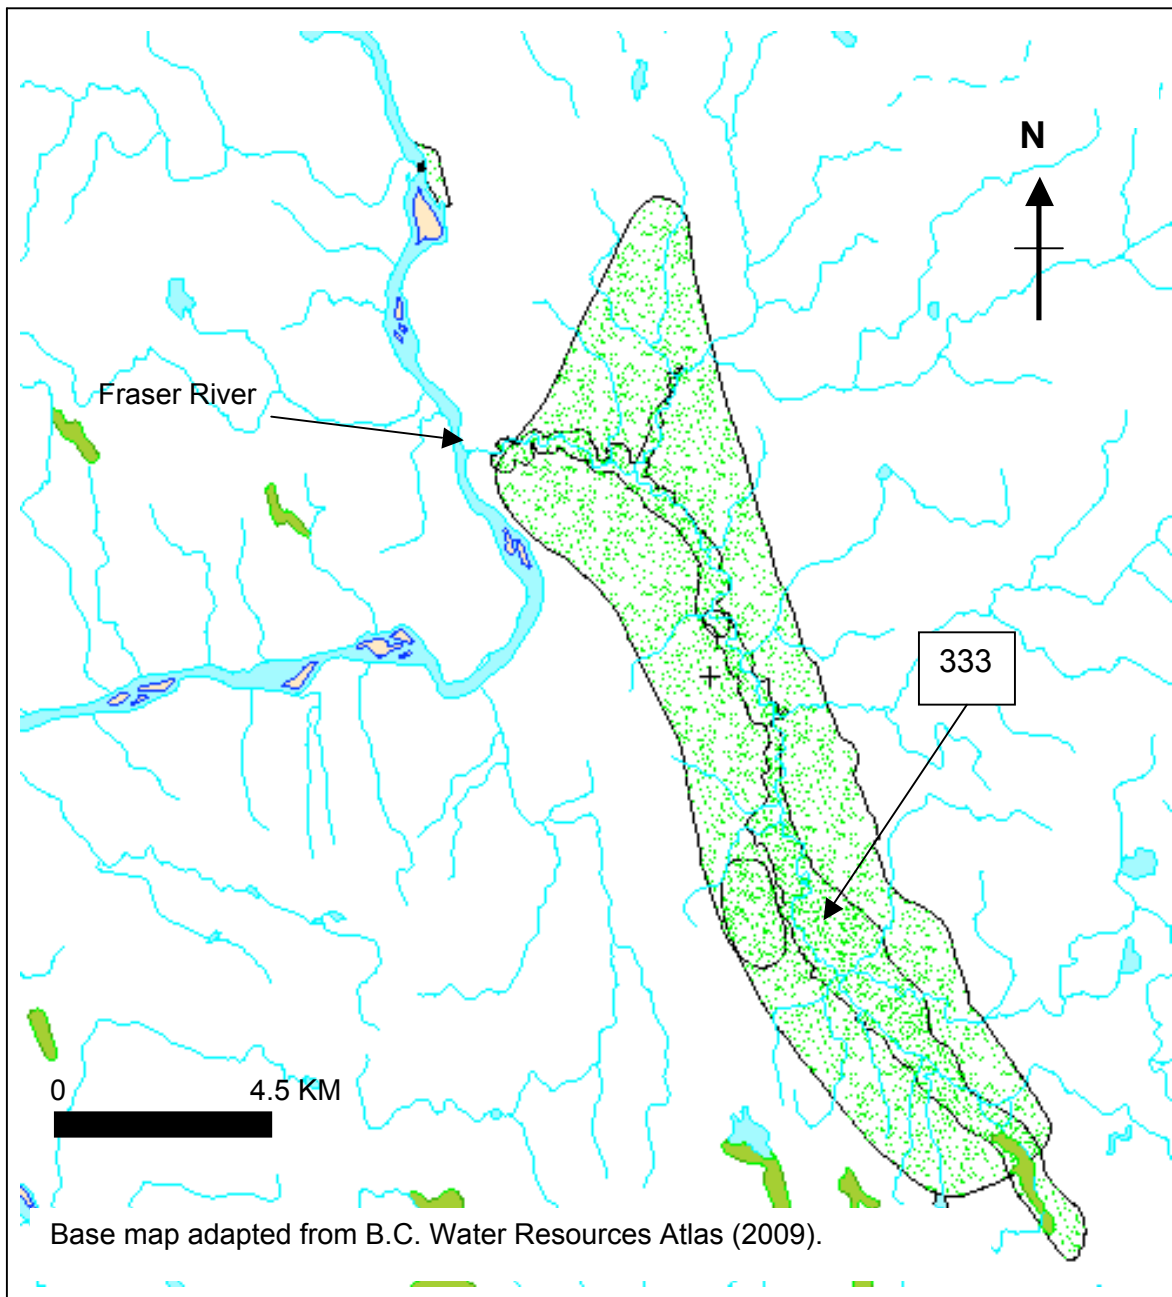 N
Fraser River
333
0 4.5 KM
Base map adapted from B.C. Water Resources Atlas (2009).